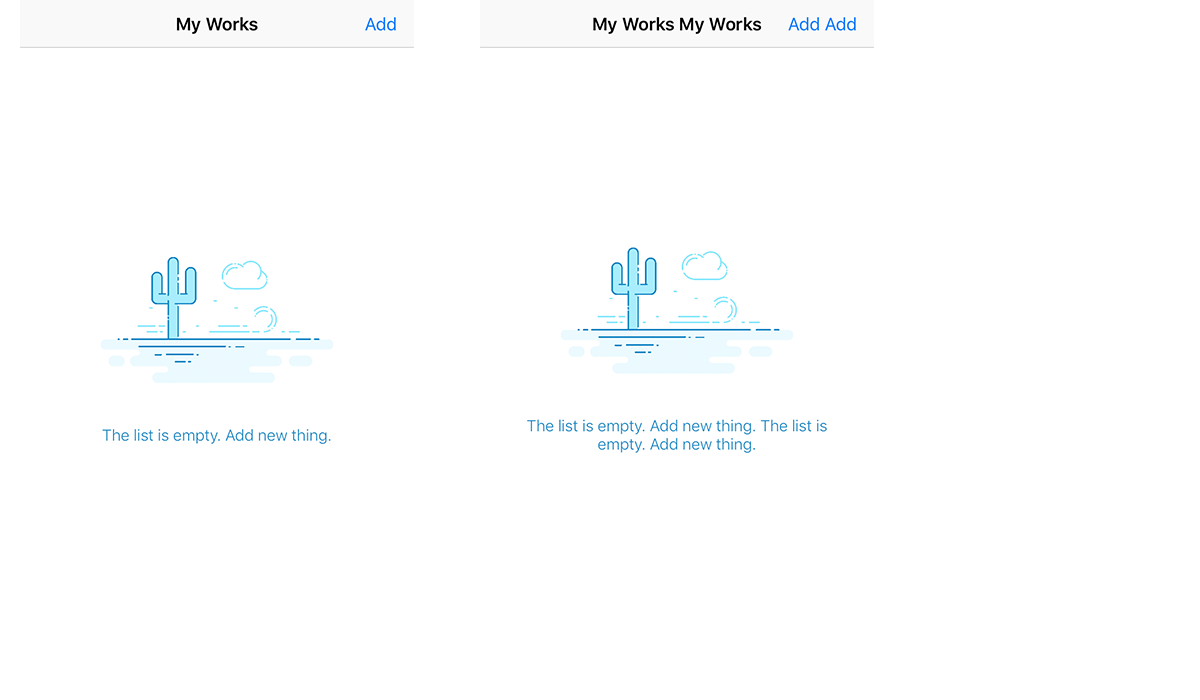 My Works
Add
The list is empty. Add new thing.
My Works My Works
Add Add
The list is empty. Add new thing. The list is
empty. Add new thing.